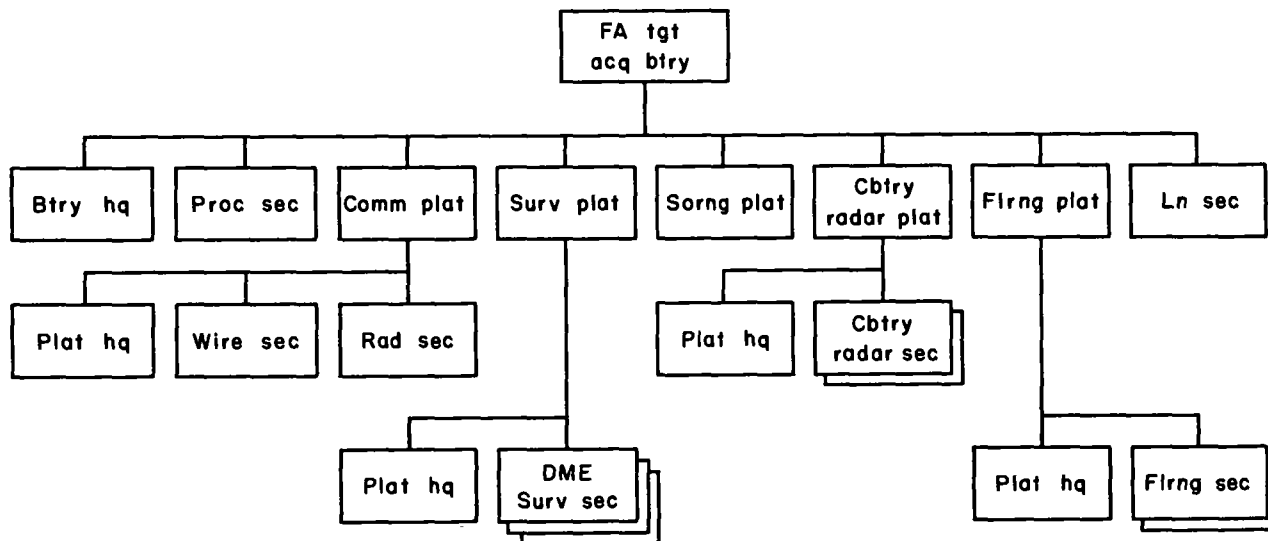 FA tgt
acq btry
Btry hq
Proc sec
Comm plat
Surv plat
Sorng plat
Cbtry
radar plat
Flrng plat
Ln sec
Plat hq
Wire sec
Rad sec
Plat hq
Cbtry
radar sec
Plat hq
DME
Surv sec
Plat hq
Flrng sec